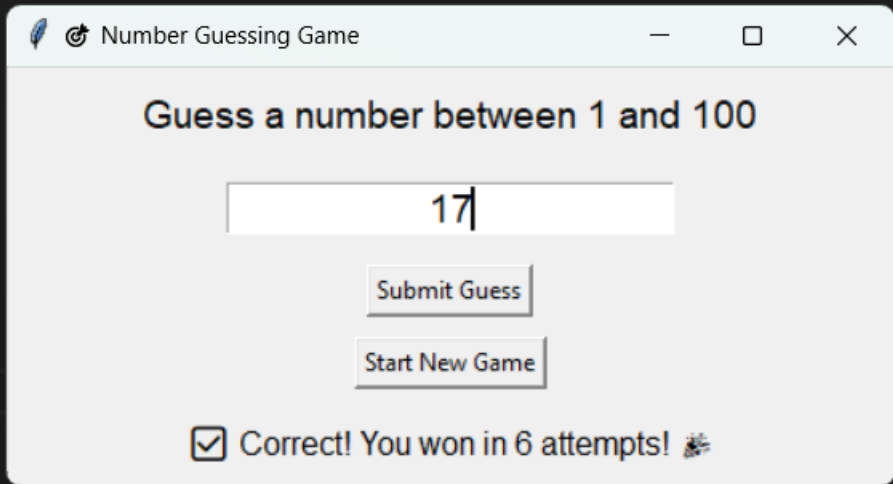 🎯 Number Guessing Game
Guess a number between 1 and 100
17
Submit Guess
Start New Game
☑ Correct! You won in 6 attempts! 🎉